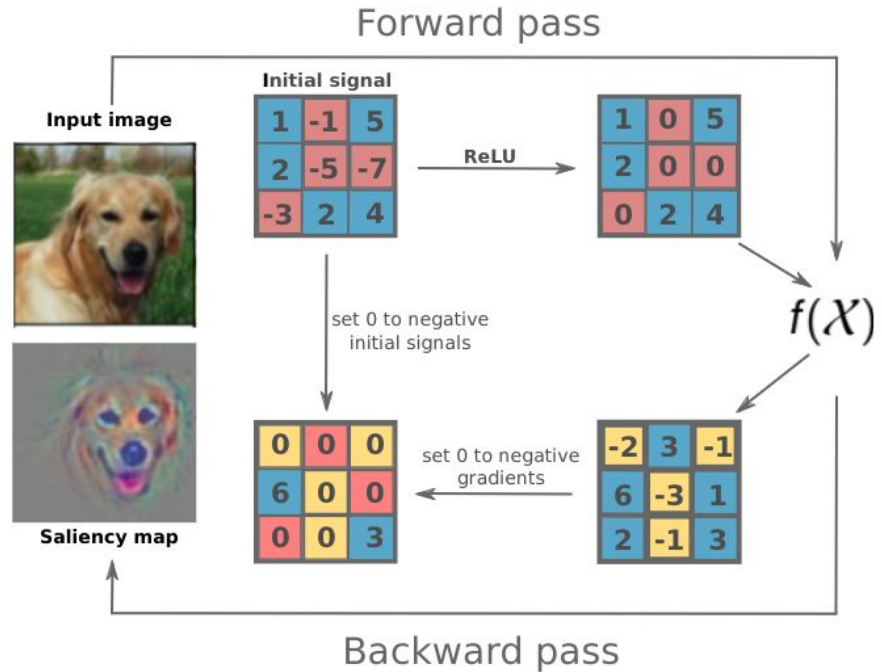 Forward pass
Initial signal
Input image
1 -1 5
2 -5 -7
-3 2 4
ReLU
1 0 5
2 0 0
0 2 4
set 0 to negative
initial signals
f(X)
0 0 0
6 0 0
0 0 3
set 0 to negative
gradients
-2 3 -1
6 -3 1
2 -1 3
Saliency map
Backward pass